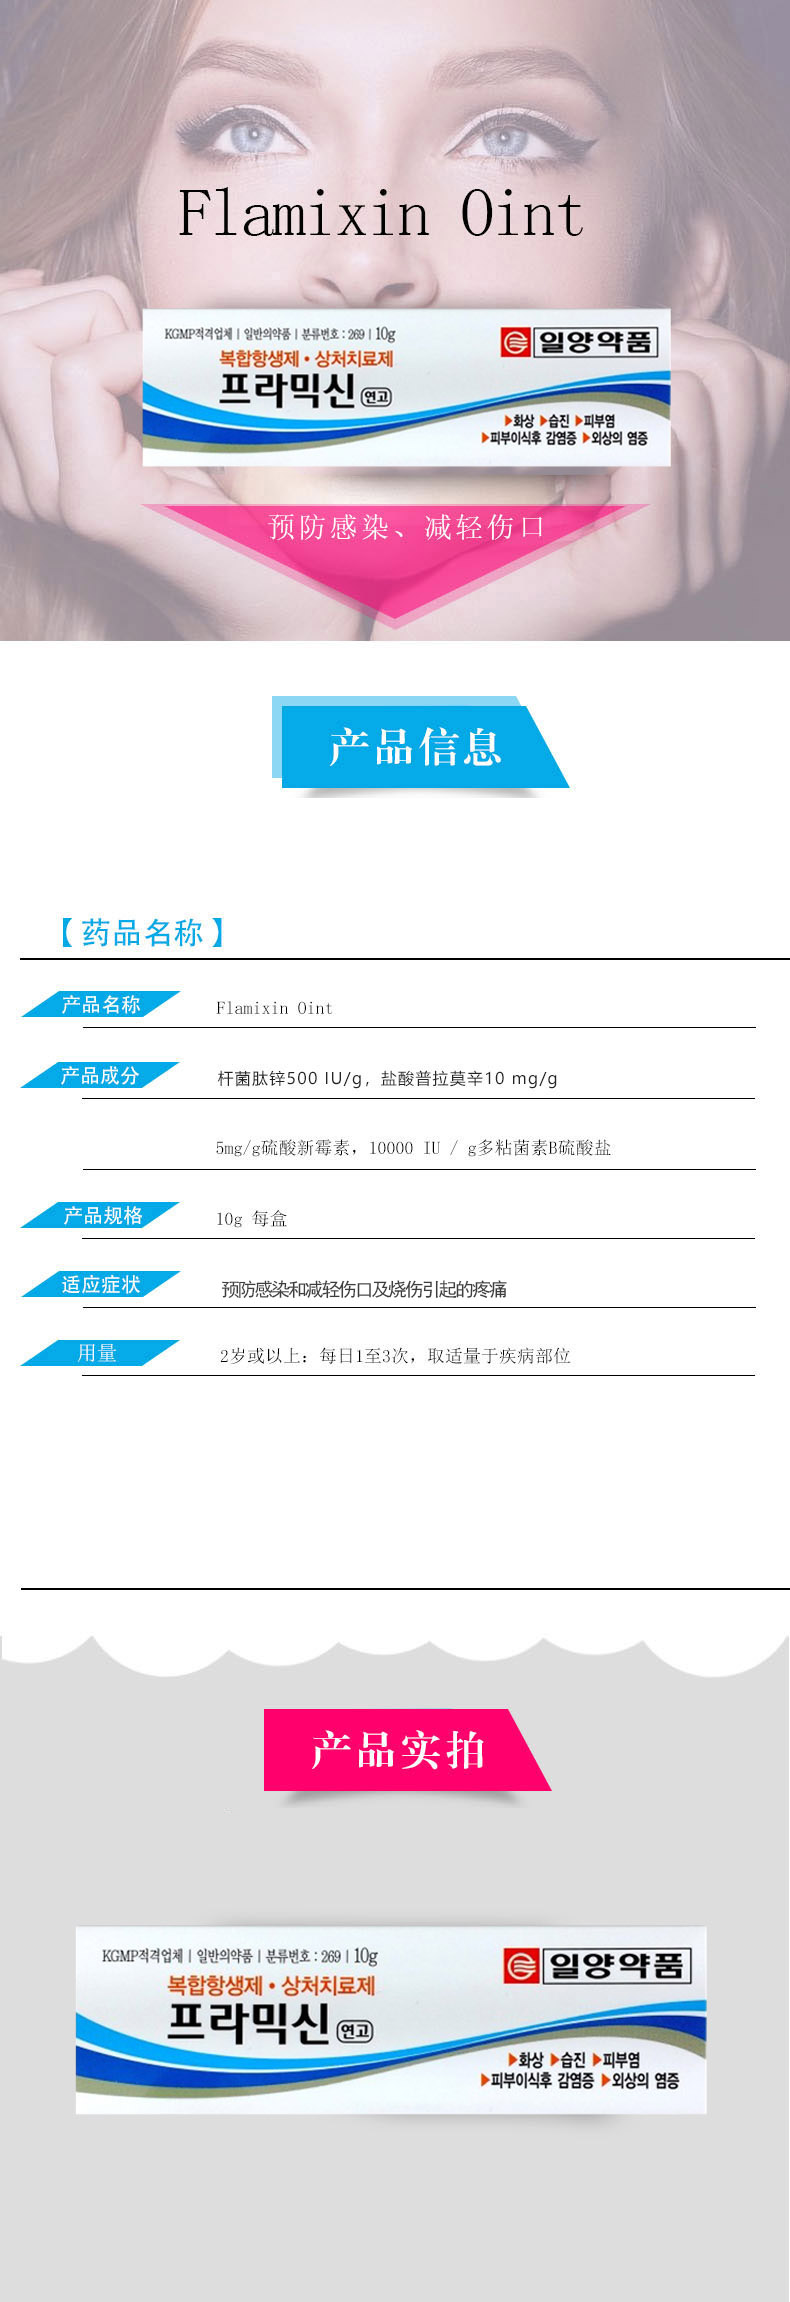 Flamixin Oint
KGMP적격업체 | 일반의약품 | 분류번호 : 269 | 10g
일양약품
복합항생제 • 상처치료제
프라믹신 연고
▶화상 ▶습진 ▶피부염
▶피부이식후 감염증 ▶외상의 염증
预防感染、减轻伤口
产品信息
【药品名称】
产品名称 Flamixin Oint
产品成分 杆菌肽锌500 IU/g，盐酸普拉莫辛10 mg/g
5mg/g硫酸新霉素，10000 IU / g多粘菌素B硫酸盐
产品规格 10g 每盒
适应症状 预防感染和减轻伤口及烧伤引起的疼痛
用量 2岁或以上：每日1至3次，取适量于疾病部位
产品实拍
KGMP적격업체 | 일반의약품 | 분류번호 : 269 | 10g
일양약품
복합항생제 • 상처치료제
프라믹신 연고
▶화상 ▶습진 ▶피부염
▶피부이식후 감염증 ▶외상의 염증